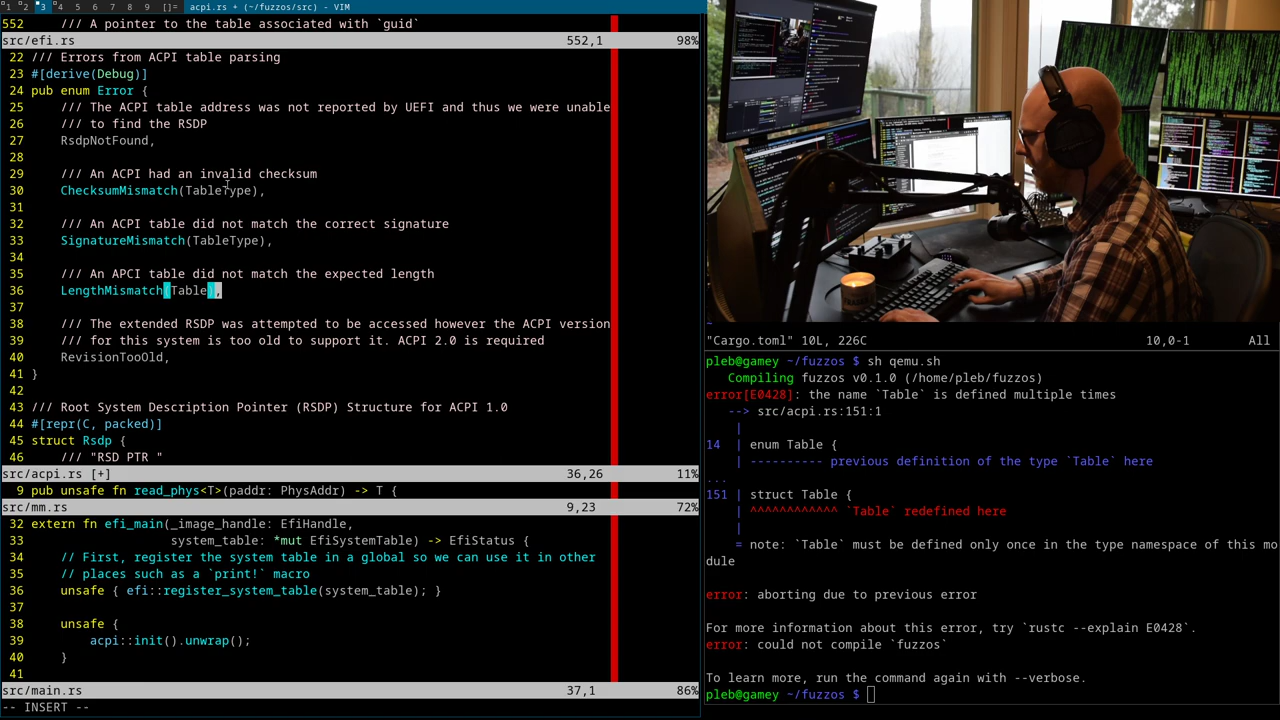 1 2 3 4 5 6 7 8 9 []= acpi.rs + (~/fuzzos/src) - VIM
552 /// A pointer to the table associated with `guid`
src/efi.rs 552,1 98%
22 /// Errors from ACPI table parsing
23 #[derive(Debug)]
24 pub enum Error {
25 /// The ACPI table address was not reported by UEFI and thus we were unable
26 /// to find the RSDP
27 RsdpNotFound,
28
29 /// An ACPI had an invalid checksum
30 ChecksumMismatch(TableType),
31
32 /// An ACPI table did not match the correct signature
33 SignatureMismatch(TableType),
34
35 /// An APCI table did not match the expected length
36 LengthMismatch(Table),
37
38 /// The extended RSDP was attempted to be accessed however the ACPI version
39 /// for this system is too old to support it. ACPI 2.0 is required
40 RevisionTooOld,
41 }
42
43 /// Root System Description Pointer (RSDP) Structure for ACPI 1.0
44 #[repr(C, packed)]
45 struct Rsdp {
46 /// "RSD PTR "
src/acpi.rs [+] 36,26 11%
9 pub unsafe fn read_phys<T>(paddr: PhysAddr) -> T {
src/mm.rs 9,23 72%
32 extern fn efi_main(_image_handle: EfiHandle,
33 system_table: *mut EfiSystemTable) -> EfiStatus {
34 // First, register the system table in a global so we can use it in other
35 // places such as a `print!` macro
36 unsafe { efi::register_system_table(system_table); }
37
38 unsafe {
39 acpi::init().unwrap();
40 }
41
src/main.rs 37,1 86%
-- INSERT --
"Cargo.toml" 10L, 226C 10,0-1 All
pleb@gamey ~/fuzzos $ sh qemu.sh
Compiling fuzzos v0.1.0 (/home/pleb/fuzzos)
error[E0428]: the name `Table` is defined multiple times
--> src/acpi.rs:151:1
|
14 | enum Table {
| ---------- previous definition of the type `Table` here
...
151 | struct Table {
| ^^^^^^^^^^^^ `Table` redefined here
|
= note: `Table` must be defined only once in the type namespace of this mo
dule
error: aborting due to previous error
For more information about this error, try `rustc --explain E0428`.
error: could not compile `fuzzos`
To learn more, run the command again with --verbose.
pleb@gamey ~/fuzzos $